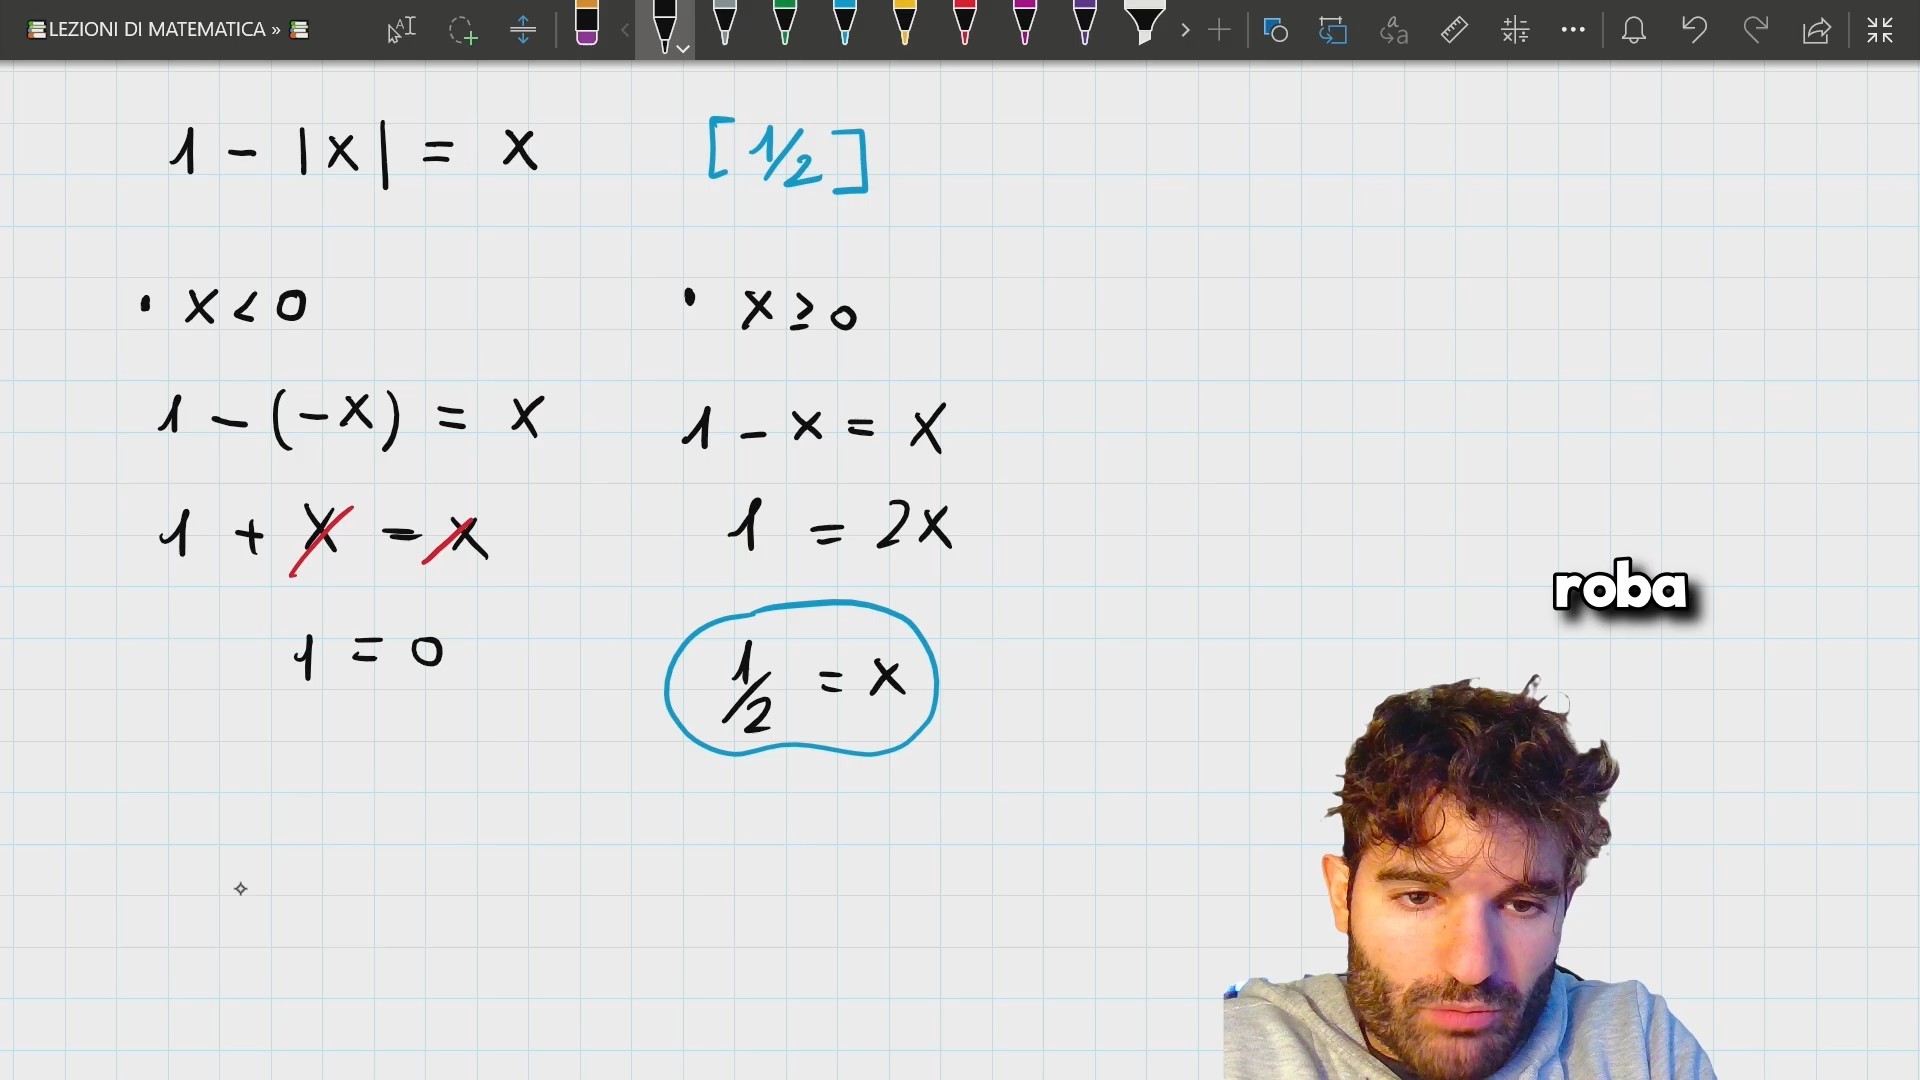 LEZIONI DI MATEMATICA »
1 - |x| = x [1/2]
• x < 0
• x ≥ 0
1 - (-x) = x
1 - x = x
1 + x = x
1 = 2x
1 = 0
1/2 = x
roba